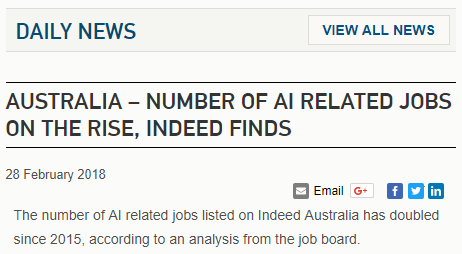 DAILY NEWS
VIEW ALL NEWS
AUSTRALIA – NUMBER OF AI RELATED JOBS
ON THE RISE, INDEED FINDS
28 February 2018
Email G+ f in
The number of AI related jobs listed on Indeed Australia has doubled
since 2015, according to an analysis from the job board.